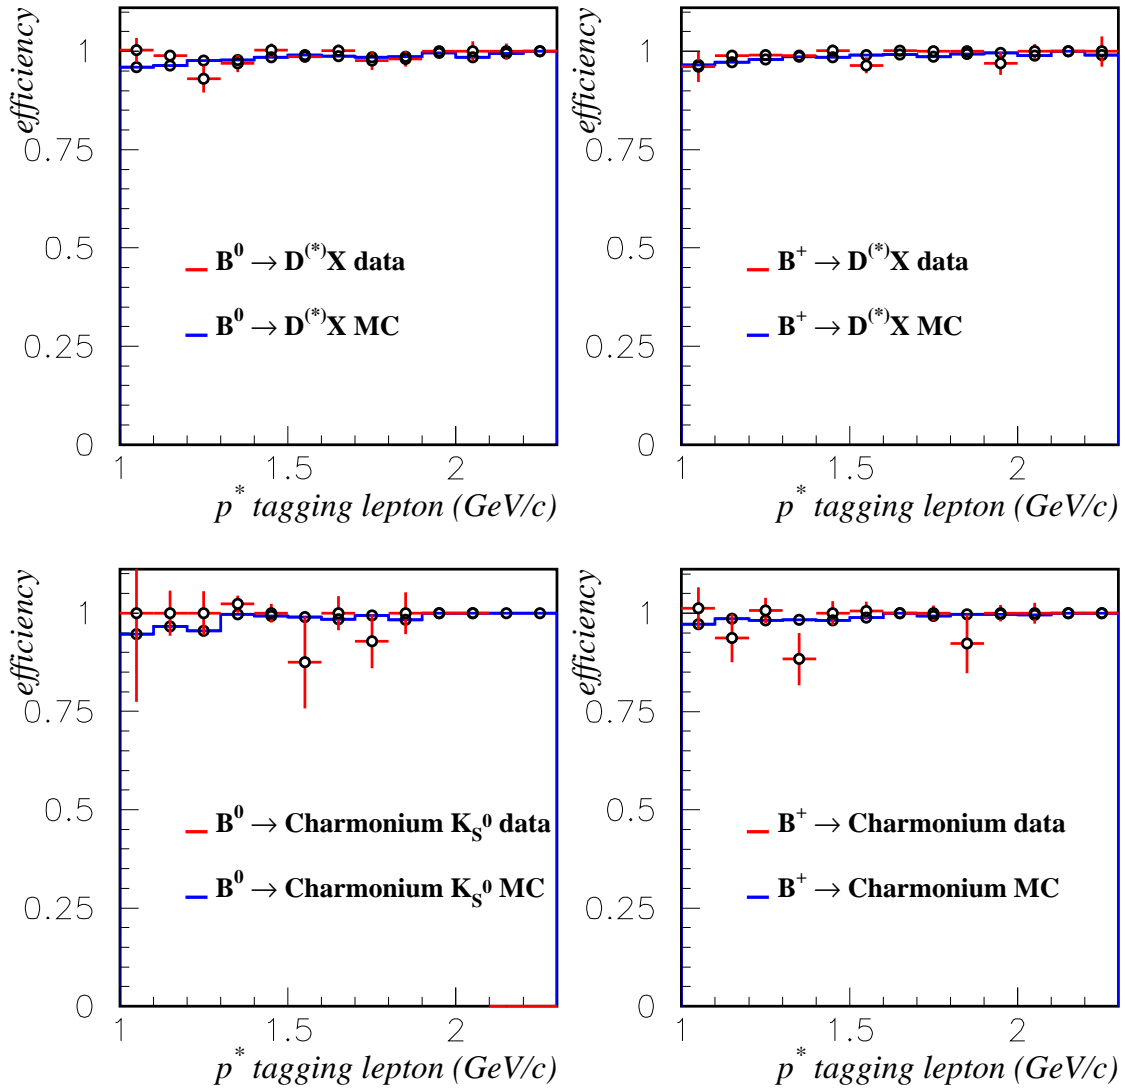 efficiency
1
0.75
0.5
0.25
0
B⁰ → D⁽*⁾X data
B⁰ → D⁽*⁾X MC
1 1.5 2
p* tagging lepton (GeV/c)
efficiency
1
0.75
0.5
0.25
0
B⁺ → D⁽*⁾X data
B⁺ → D⁽*⁾X MC
1 1.5 2
p* tagging lepton (GeV/c)
efficiency
1
0.75
0.5
0.25
0
B⁰ → Charmonium K_S⁰ data
B⁰ → Charmonium K_S⁰ MC
1 1.5 2
p* tagging lepton (GeV/c)
efficiency
1
0.75
0.5
0.25
0
B⁺ → Charmonium data
B⁺ → Charmonium MC
1 1.5 2
p* tagging lepton (GeV/c)